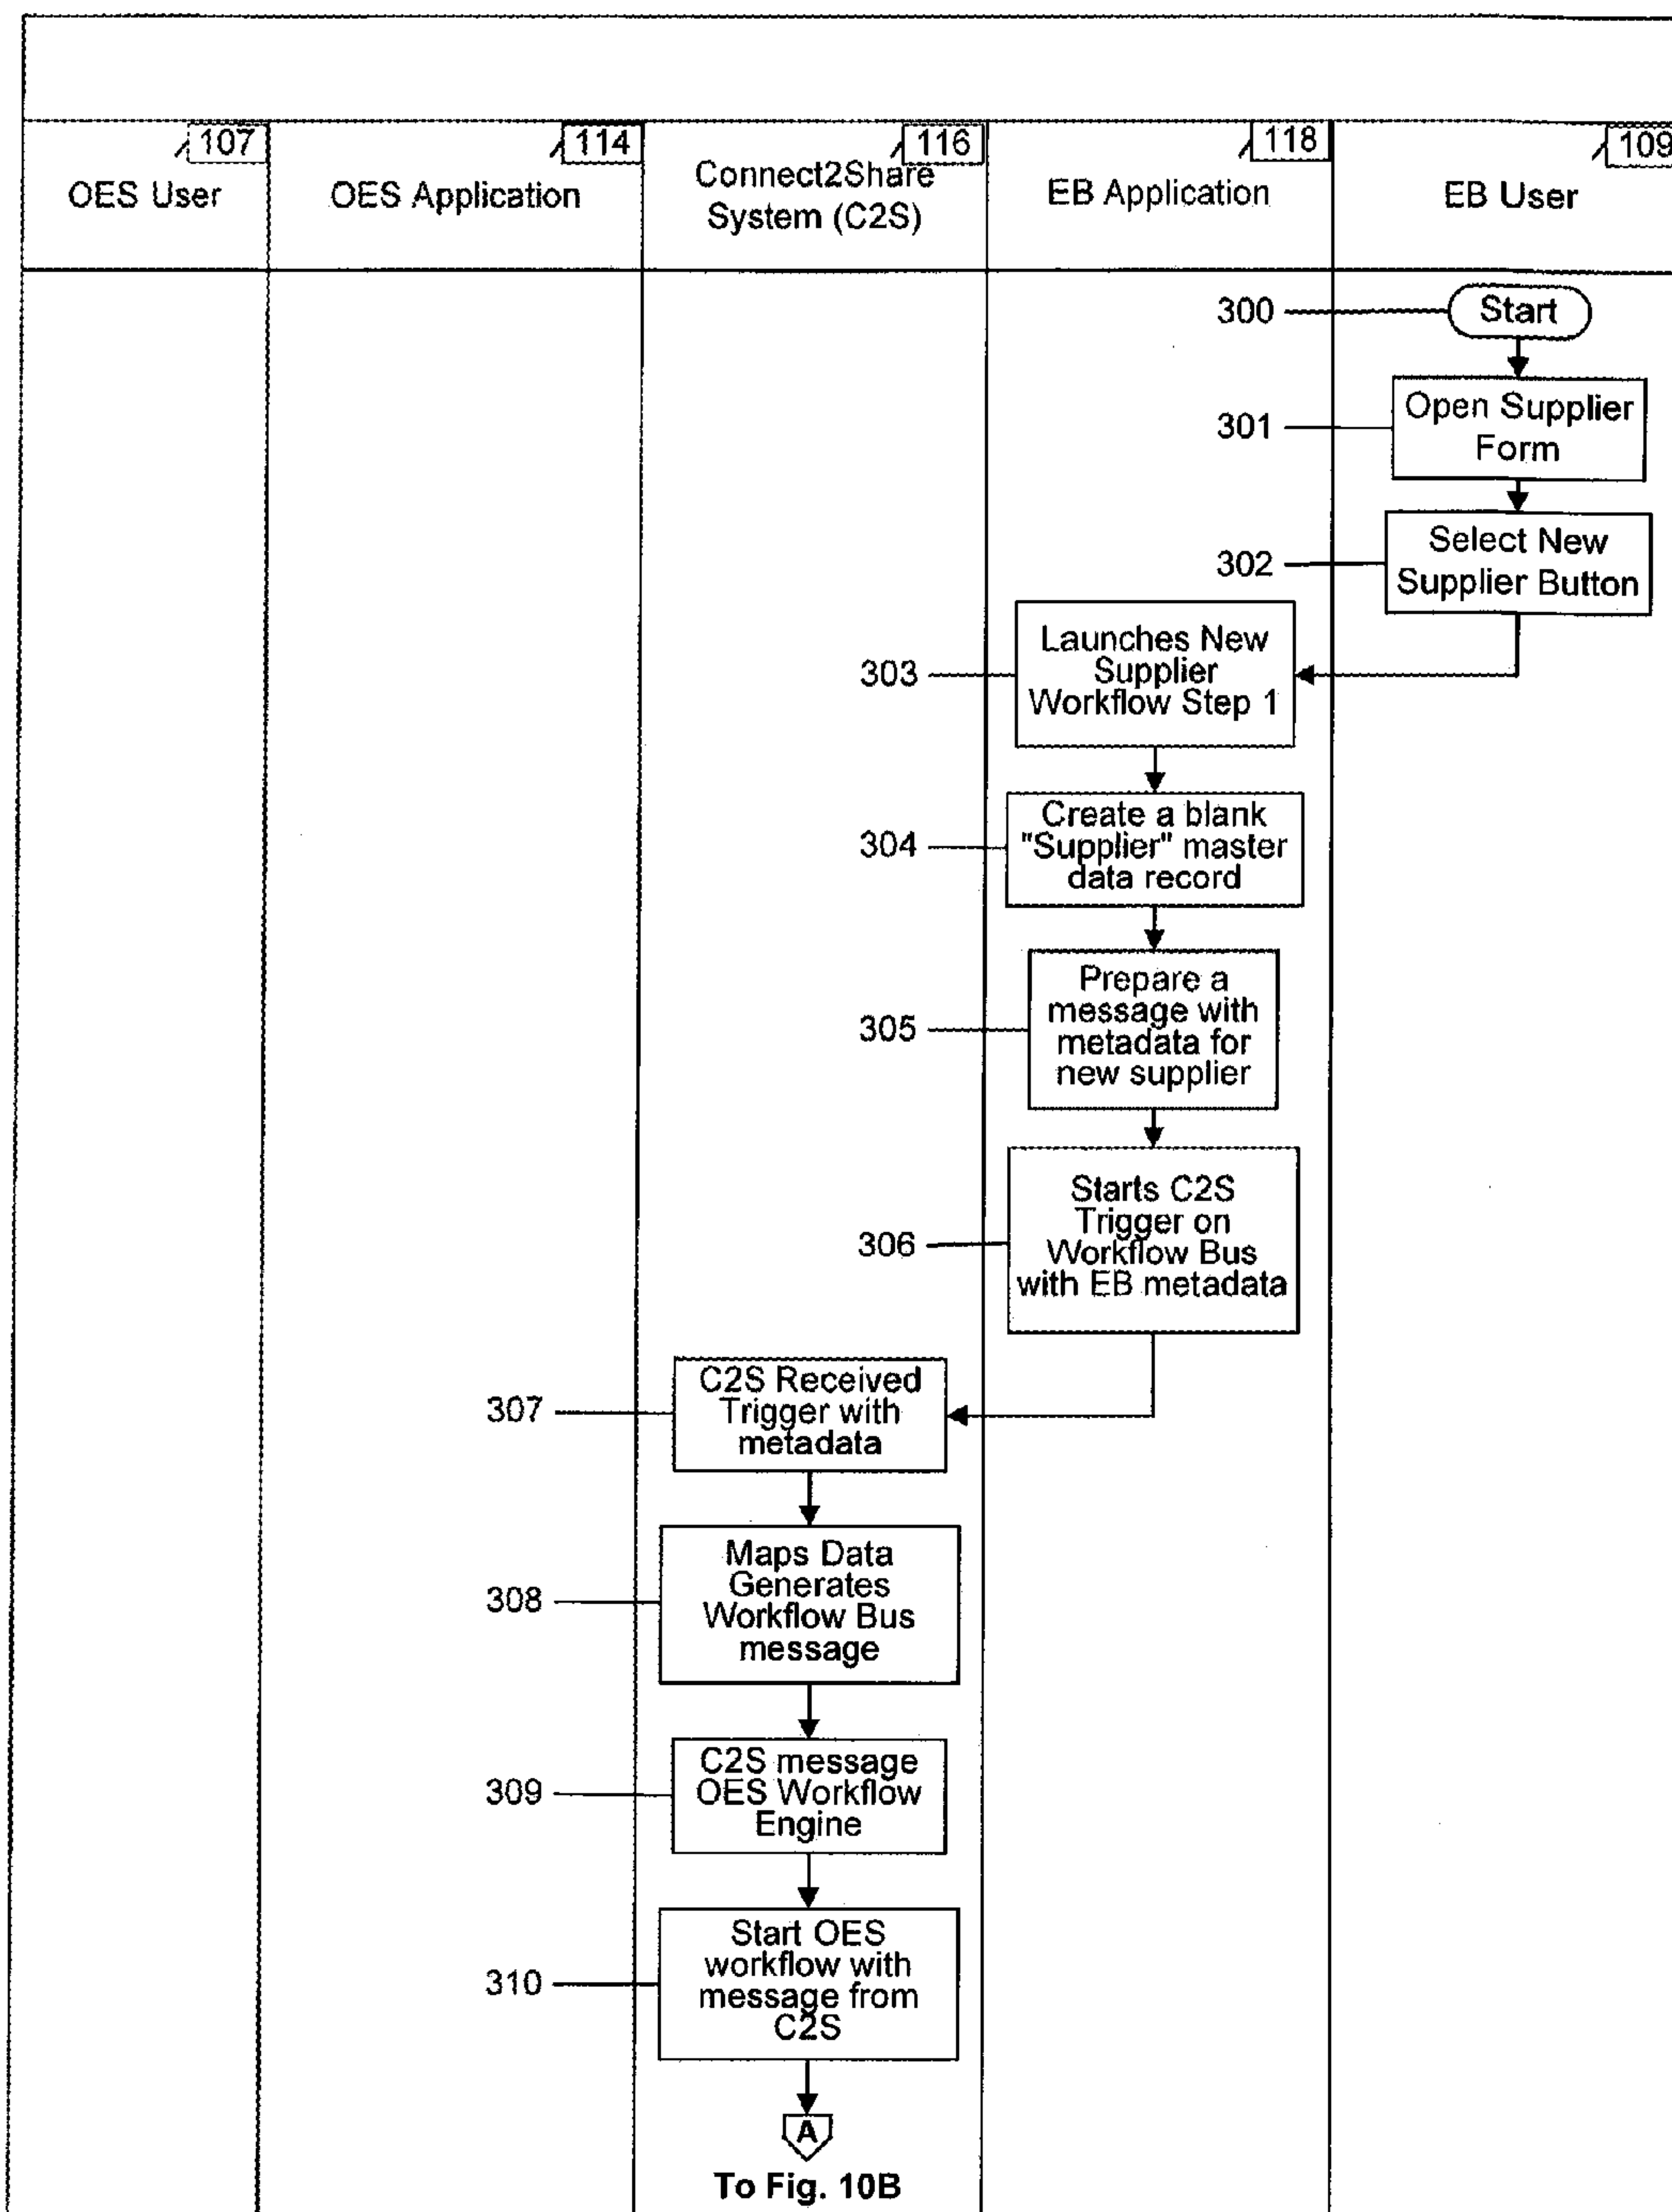 107
OES User
114
OES Application
116
Connect2Share
System (C2S)
118
EB Application
109
EB User
300
Start
301
Open Supplier
Form
302
Select New
Supplier Button
303
Launches New
Supplier
Workflow Step 1
304
Create a blank
"Supplier" master
data record
305
Prepare a
message with
metadata for
new supplier
306
Starts C2S
Trigger on
Workflow Bus
with EB metadata
307
C2S Received
Trigger with
metadata
308
Maps Data
Generates
Workflow Bus
message
309
C2S message
OES Workflow
Engine
310
Start OES
workflow with
message from
C2S
A
To Fig. 10B